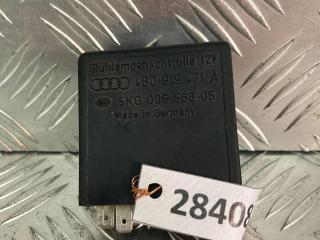 Glühlampenkontrolle 12V
4B0 919 471 A
5KG 006 568-05
Made in Germany
28408